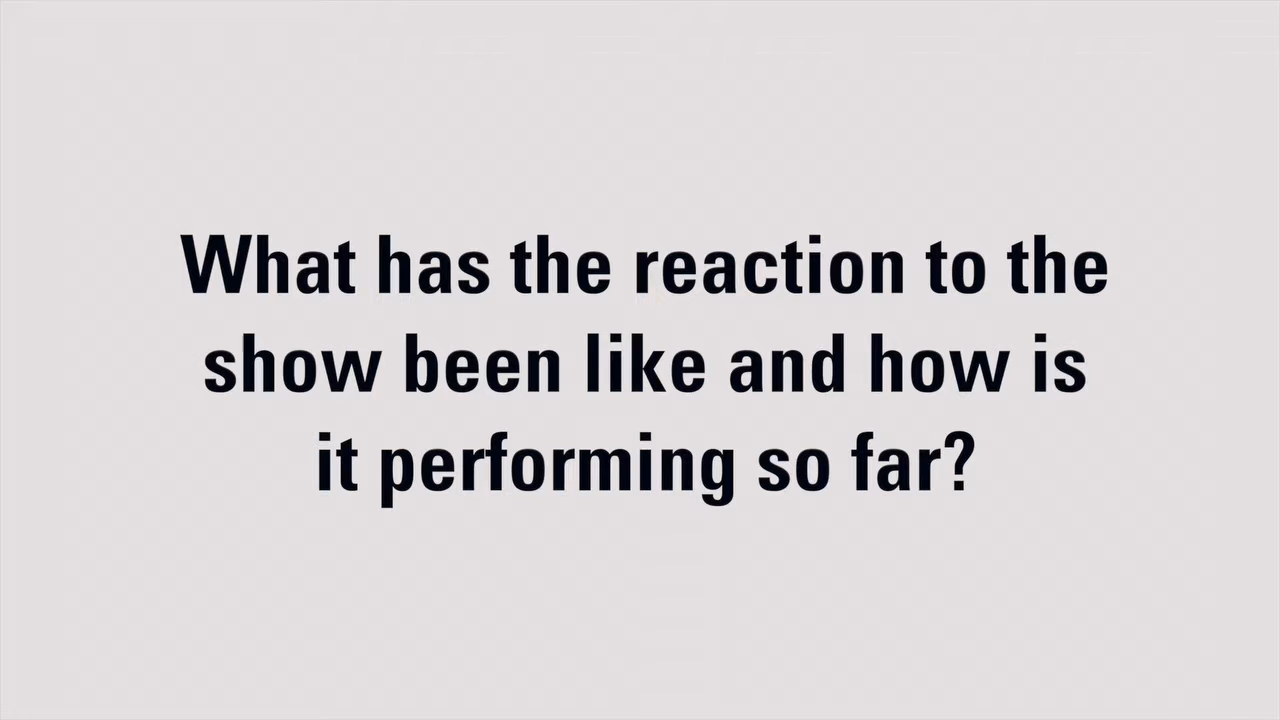 What has the reaction to the
show been like and how is
it performing so far?